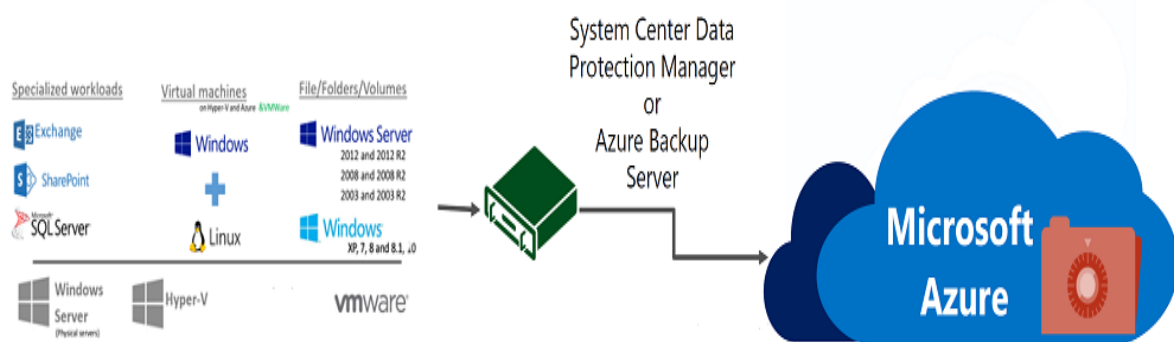 System Center Data
Protection Manager
or
Azure Backup
Server
Specialized workloads
Exchange
SharePoint
Microsoft
SQL Server
Virtual machines
on Hyper-V and Azure &VMWare
Windows
Linux
File/Folders/Volumes
Windows Server
2012 and 2012 R2
2008 and 2008 R2
2003 and 2003 R2
Windows
XP, 7, 8 and 8.1, 10
Windows
Server
(Physical servers)
Hyper-V
vmware
Microsoft
Azure